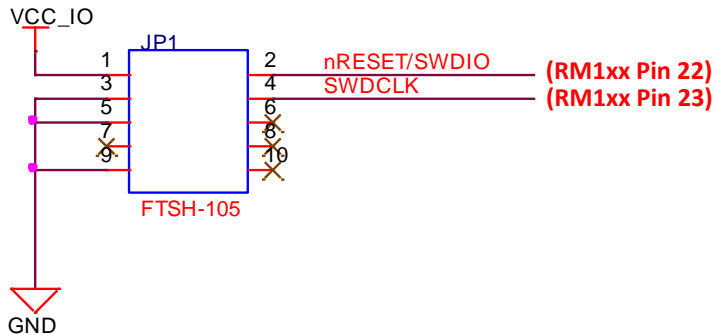 VCC_IO
JP1
1 2 nRESET/SWDIO (RM1xx Pin 22)
3 4 SWDCLK (RM1xx Pin 23)
5 6
7 8
9 10
FTSH-105
GND